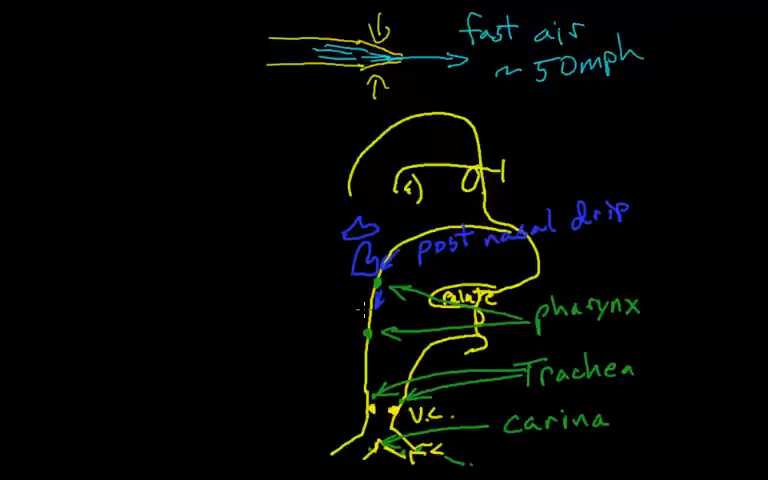 fast air
~ 50mph
post nasal drip
palate
pharynx
Trachea
V.C.
carina